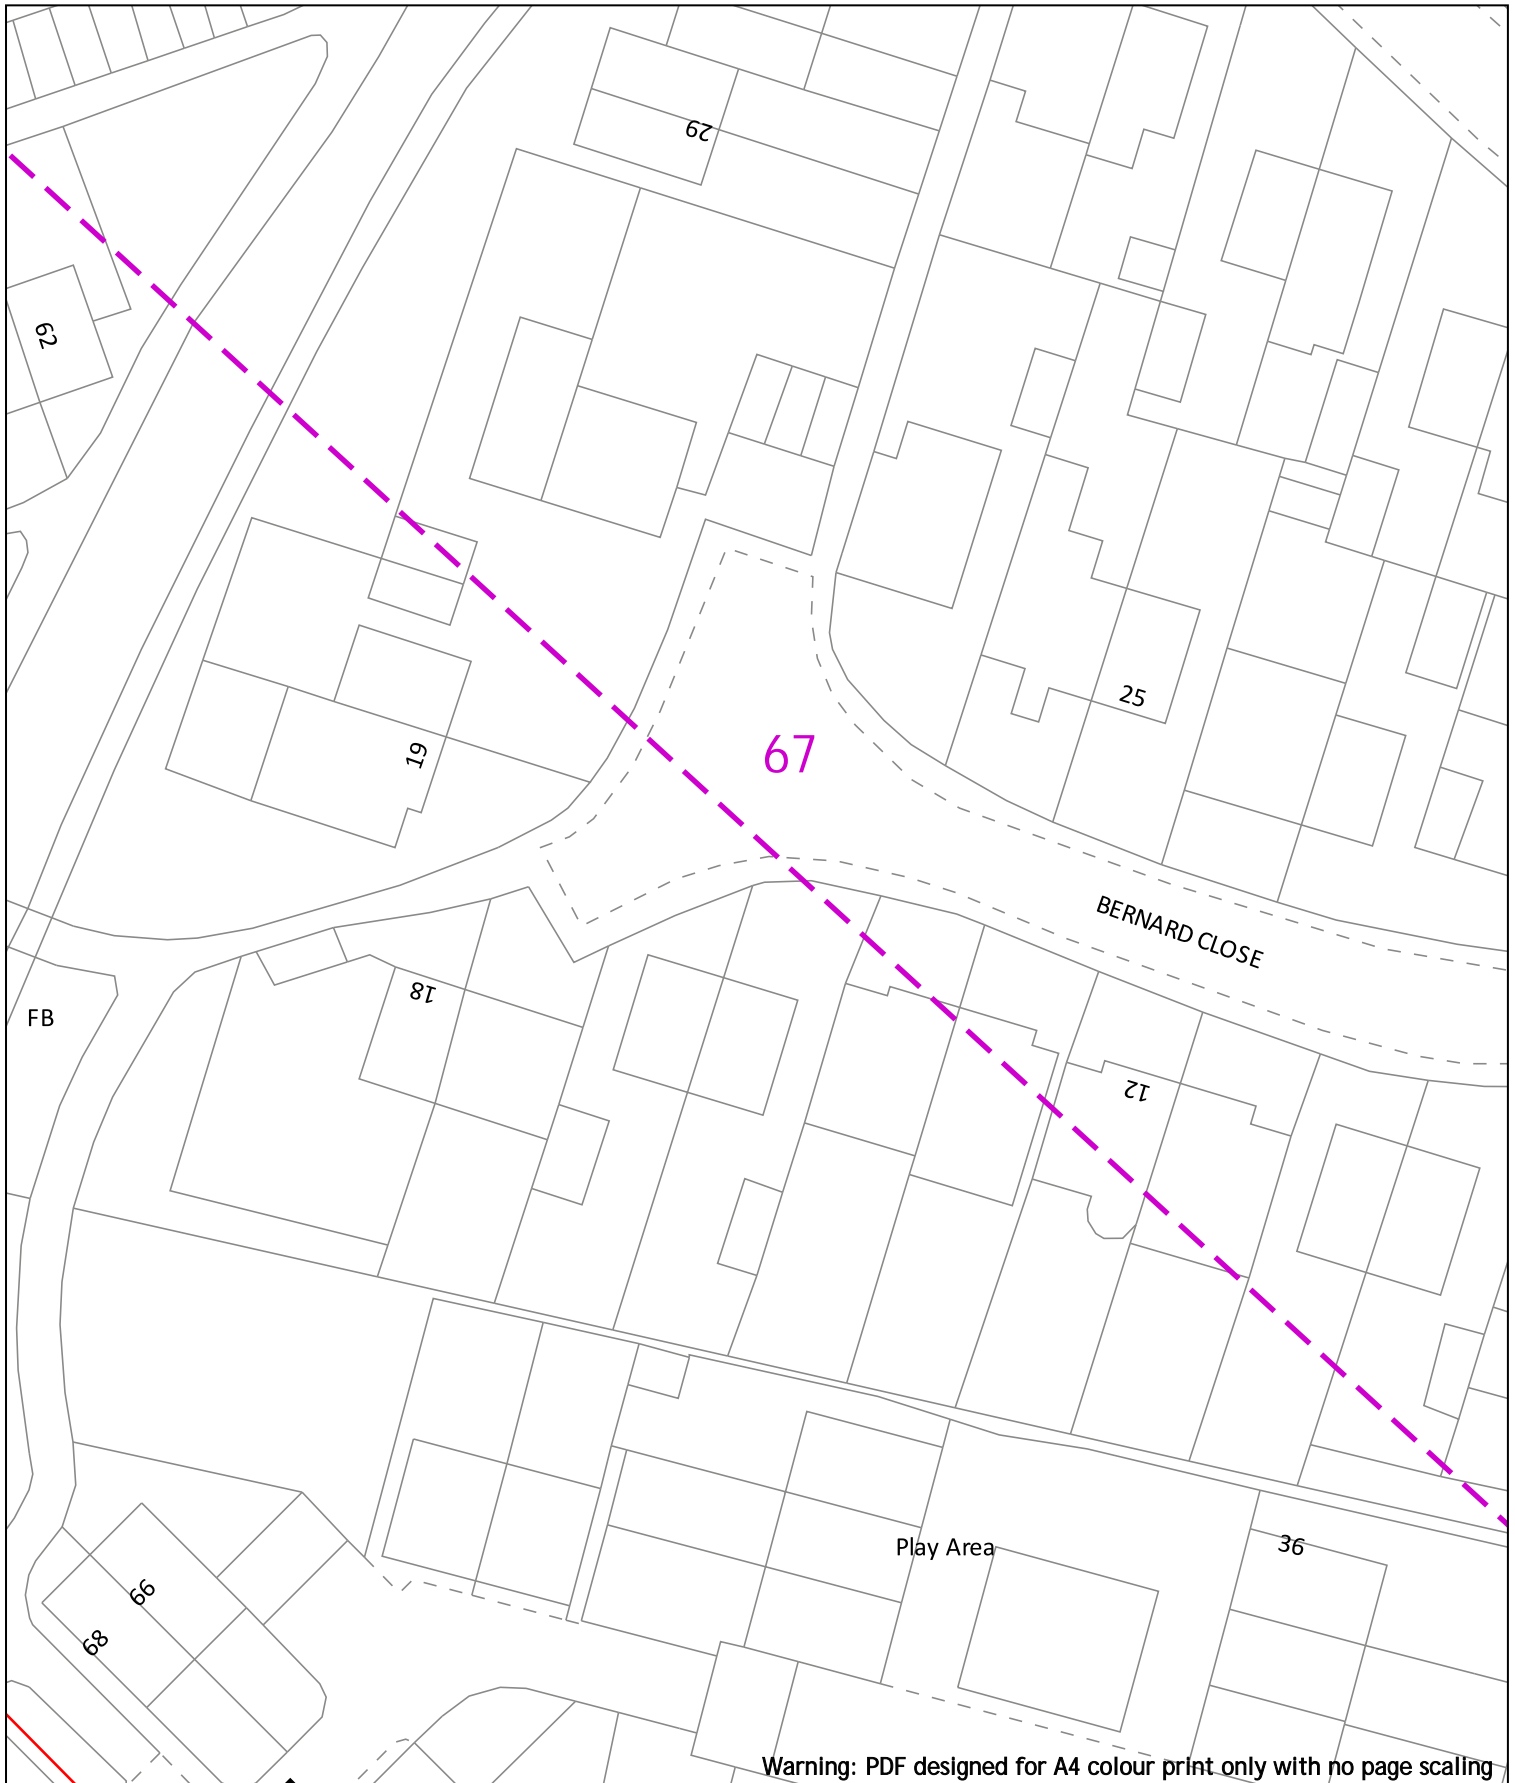 29
62
25
67
19
BERNARD CLOSE
18
FB
12
Play Area
36
66
68
Warning: PDF designed for A4 colour print only with no page scaling